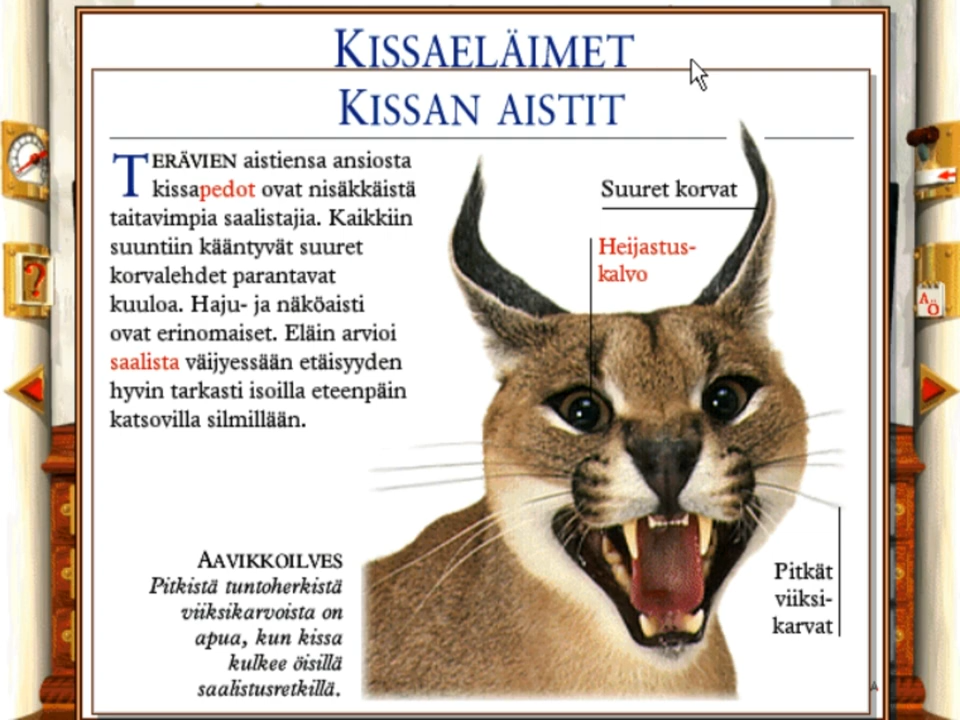 KISSAELÄIMET
KISSAN AISTIT
TERÄVIEN aistiensa ansiosta
kissapedot ovat nisäkkäistä
taitavimpia saalistajia. Kaikkiin
suuntiin kääntyvät suuret
korvalehdet parantavat
kuuloa. Haju- ja näköaisti
ovat erinomaiset. Eläin arvioi
saalista väijyessään etäisyyden
hyvin tarkasti isoilla eteenpäin
katsovilla silmillään.
Suuret korvat
Heijastus-
kalvo
?
AÖ
AAVIKKOILVES
Pitkistä tuntoherkistä
viiksikarvoista on
apua, kun kissa
kulkee öisillä
saalistusretkillä.
Pitkät
viiksi-
karvat
A